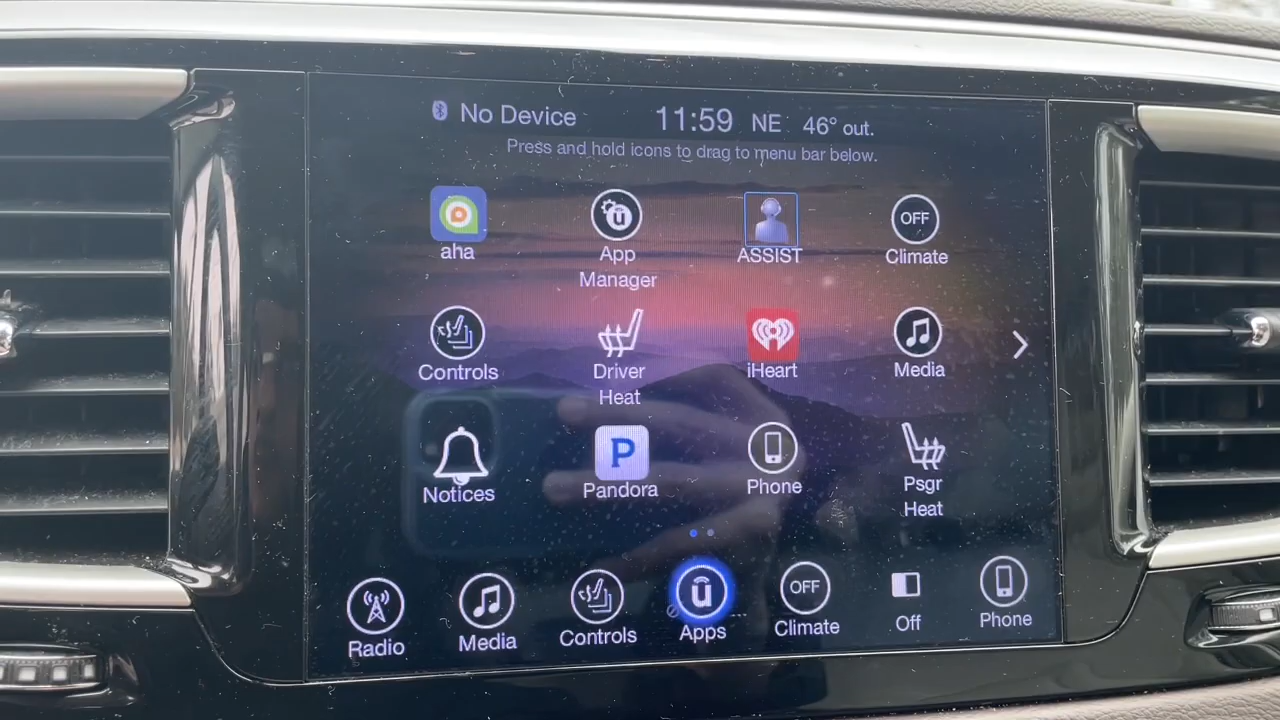 No Device 11:59 NE 46° out.
Press and hold icons to drag to menu bar below.
aha
App
Manager
ASSIST
OFF
Climate
Controls
Driver
Heat
iHeart
Media
Notices
P
Pandora
Phone
Psgr
Heat
Radio
Media
Controls
ū
Apps
OFF
Climate
Off
Phone